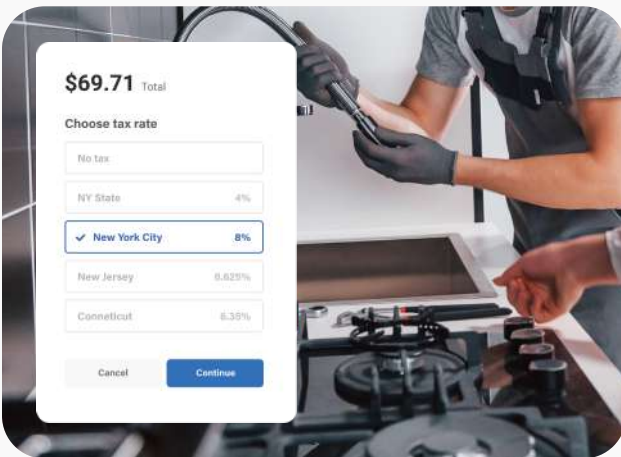 $69.71 Total
Choose tax rate
No tax
NY State 4%
New York City 8%
New Jersey 6.625%
Conneticut 6.35%
Cancel Continue